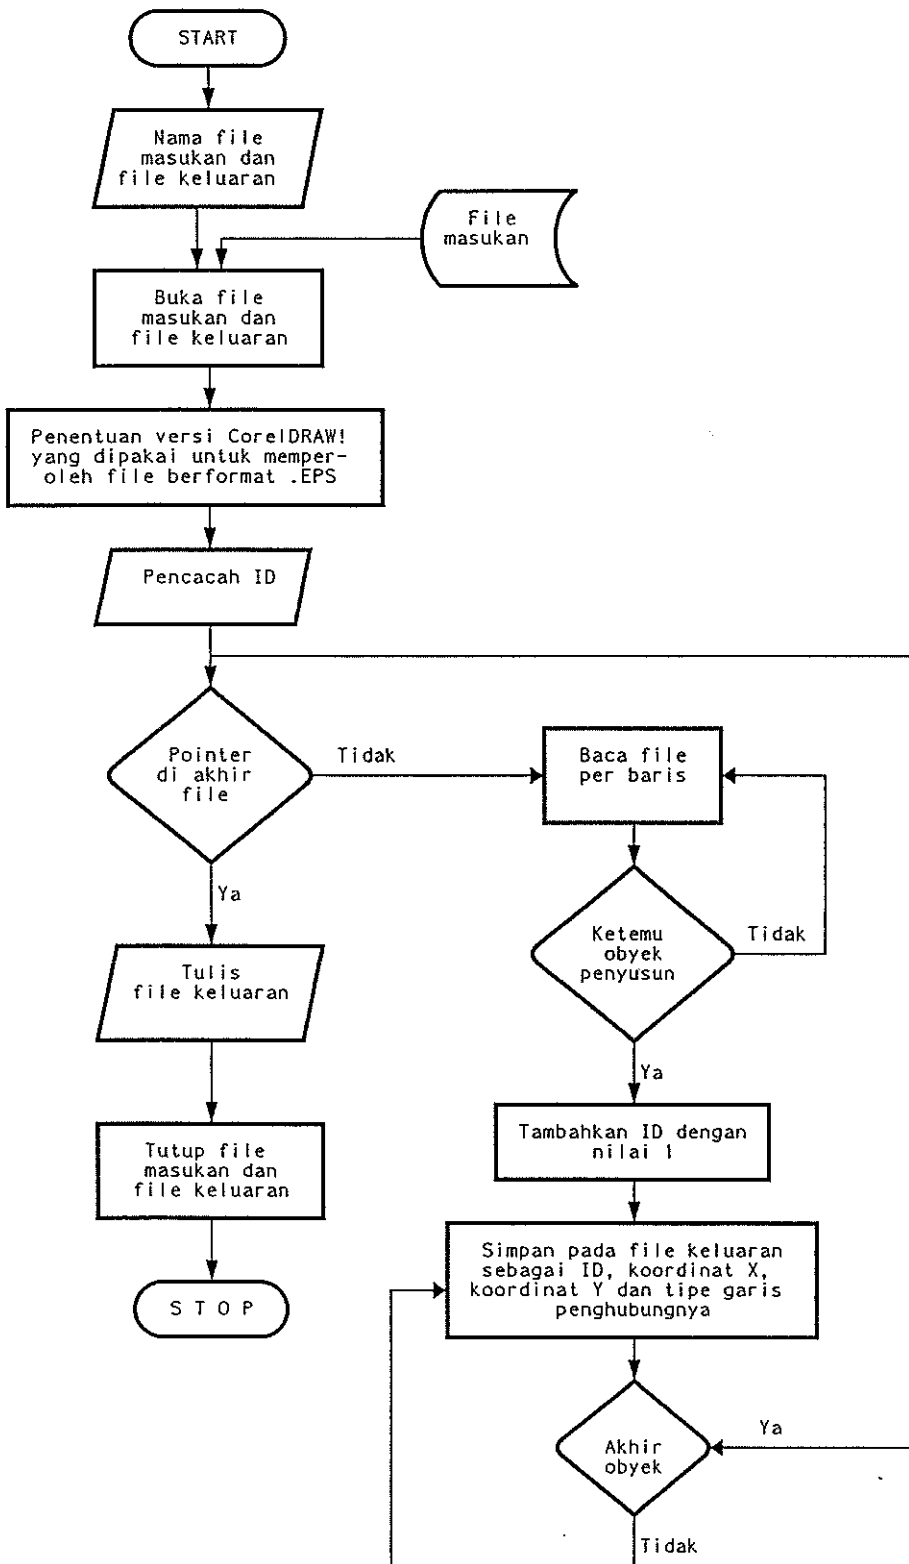 START
Nama file
masukan dan
file keluaran
File
masukan
Buka file
masukan dan
file keluaran
Penentuan versi CorelDRAW!
yang dipakai untuk memper-
oleh file berformat .EPS
Pencacah ID
Pointer
di akhir
file
Tidak
Baca file
per baris
Ya
Ketemu
obyek
penyusun
Tidak
Tulis
file keluaran
Ya
Tambahkan ID dengan
nilai 1
Tutup file
masukan dan
file keluaran
Simpan pada file keluaran
sebagai ID, koordinat X,
koordinat Y dan tipe garis
penghubungnya
S T O P
Akhir
obyek
Ya
Tidak